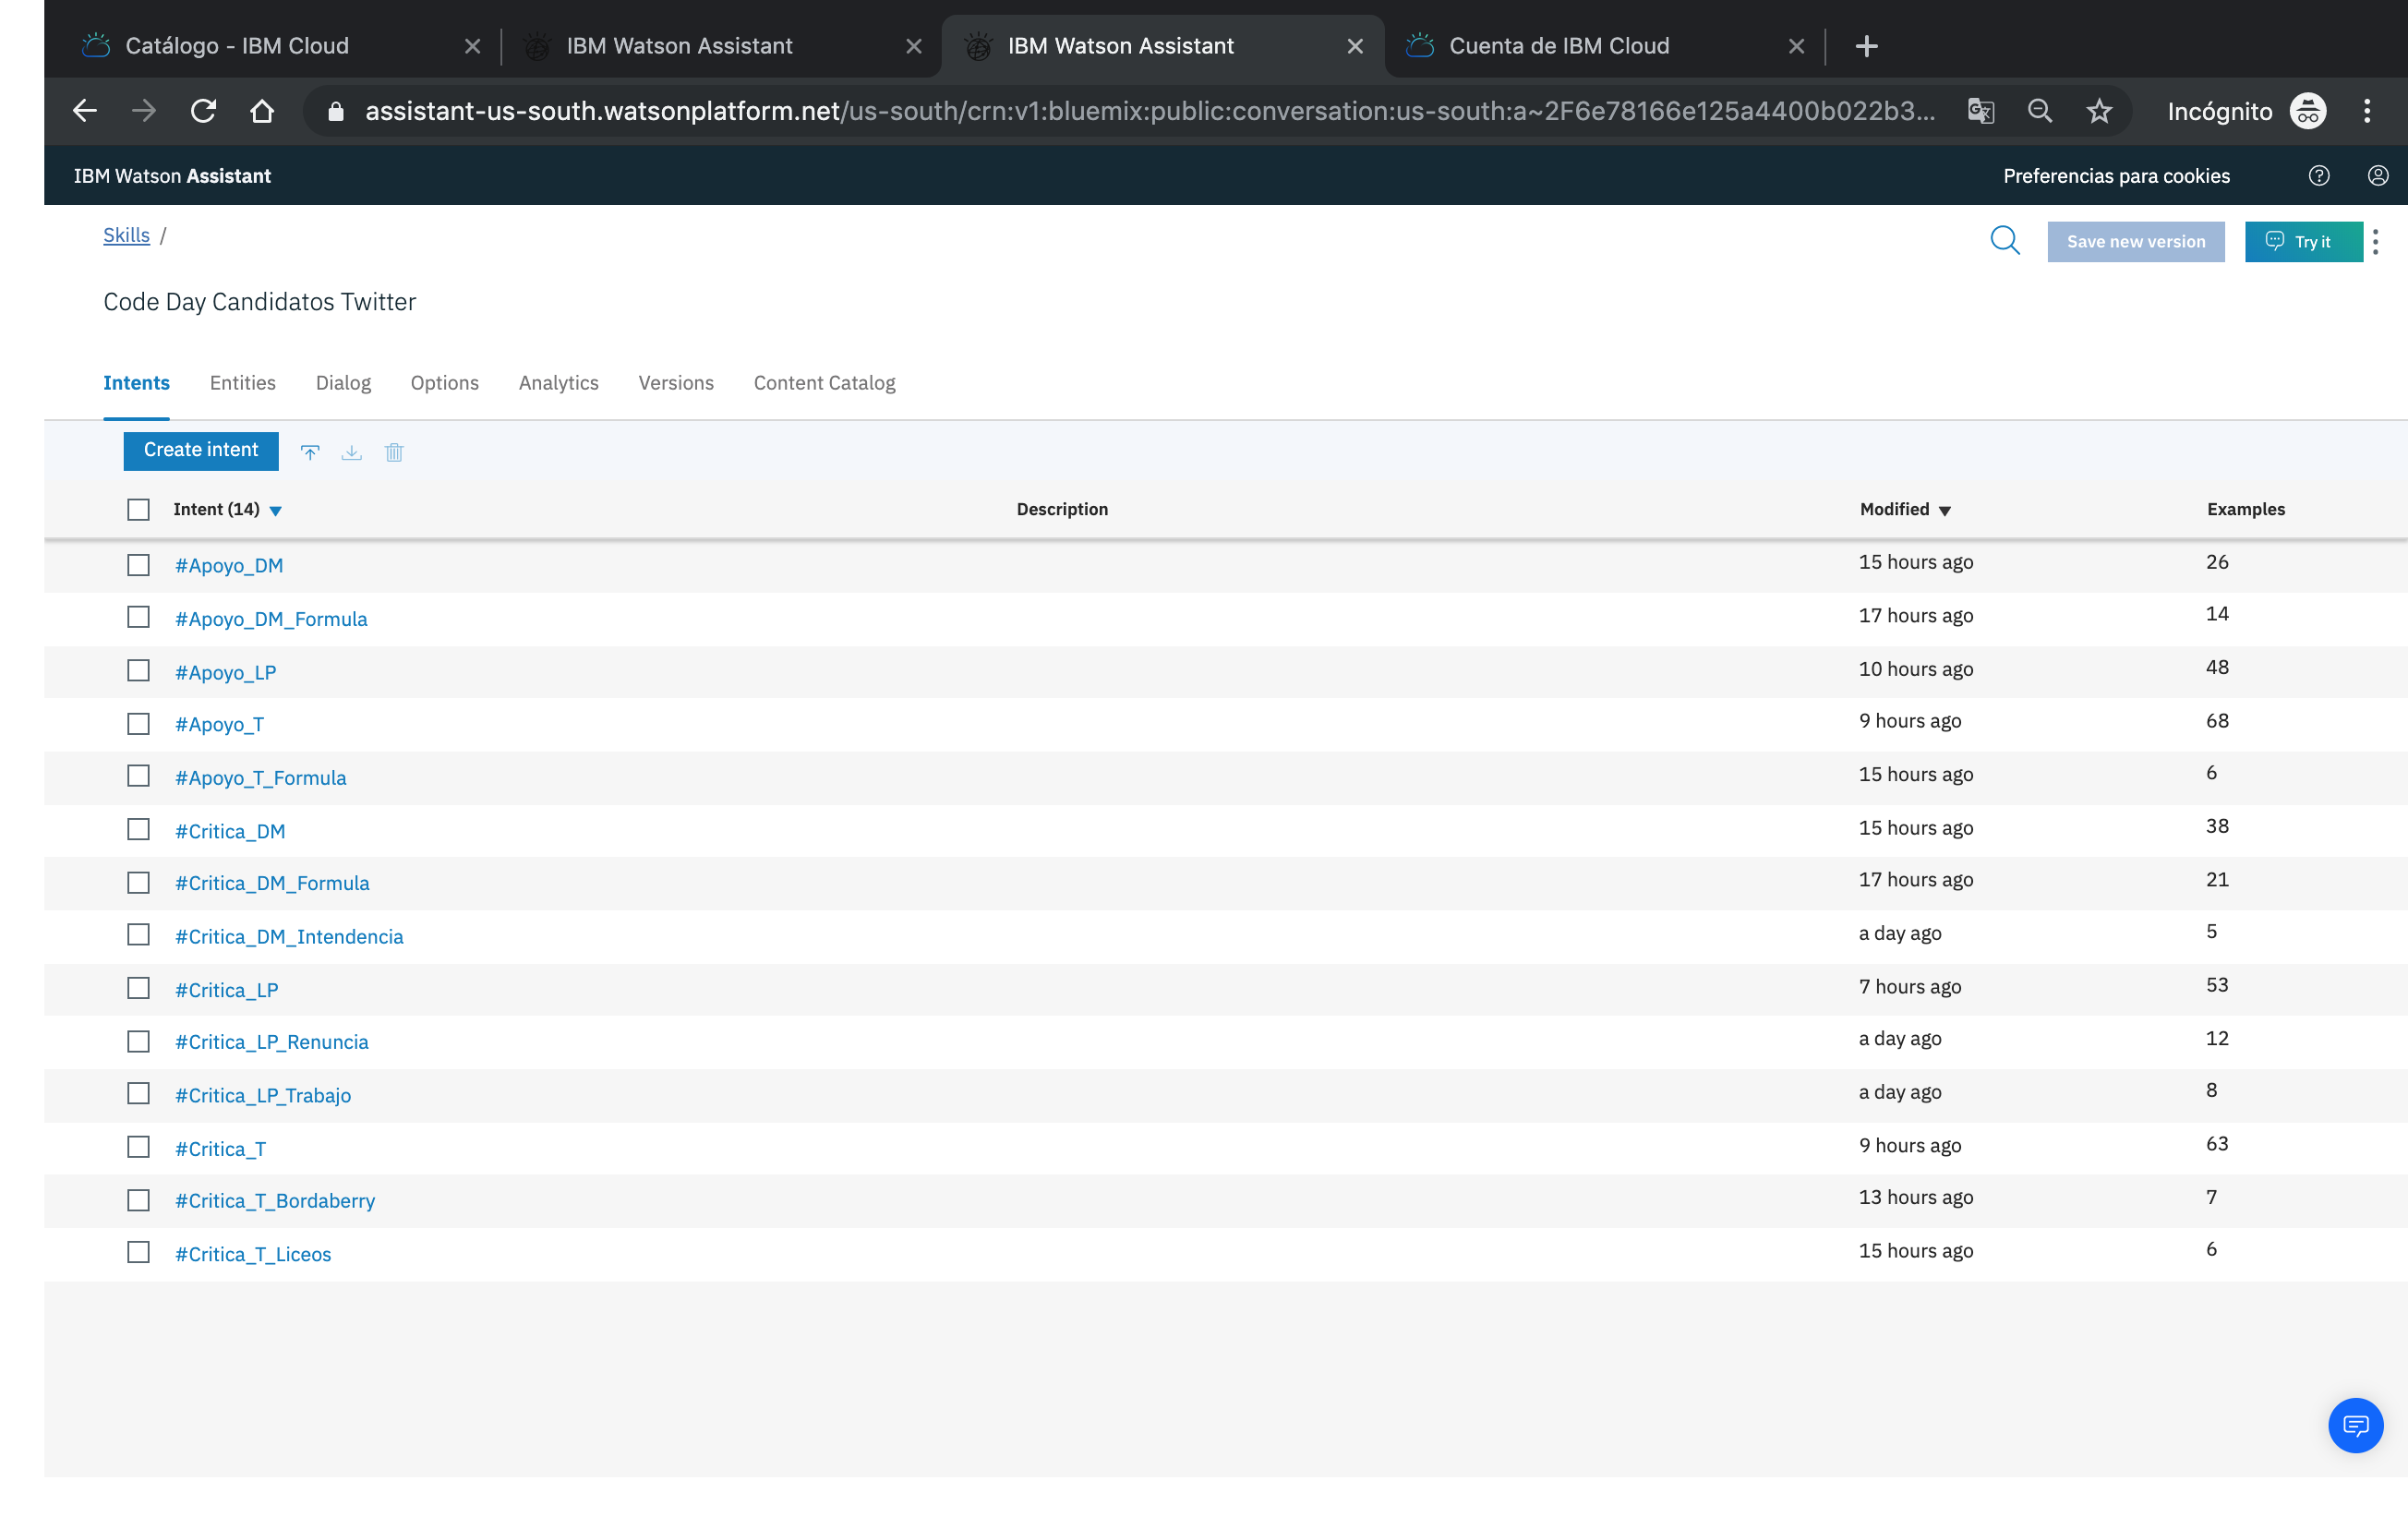 Catálogo - IBM Cloud IBM Watson Assistant IBM Watson Assistant Cuenta de IBM Cloud
assistant-us-south.watsonplatform.net/us-south/crn:v1:bluemix:public:conversation:us-south:a~2F6e78166e125a4400b022b3... Incógnito
IBM Watson Assistant Preferencias para cookies
Skills / Save new version Try it
Code Day Candidatos Twitter
Intents Entities Dialog Options Analytics Versions Content Catalog
Create intent
Intent (14) Description Modified Examples
#Apoyo_DM 15 hours ago 26
#Apoyo_DM_Formula 17 hours ago 14
#Apoyo_LP 10 hours ago 48
#Apoyo_T 9 hours ago 68
#Apoyo_T_Formula 15 hours ago 6
#Critica_DM 15 hours ago 38
#Critica_DM_Formula 17 hours ago 21
#Critica_DM_Intendencia a day ago 5
#Critica_LP 7 hours ago 53
#Critica_LP_Renuncia a day ago 12
#Critica_LP_Trabajo a day ago 8
#Critica_T 9 hours ago 63
#Critica_T_Bordaberry 13 hours ago 7
#Critica_T_Liceos 15 hours ago 6